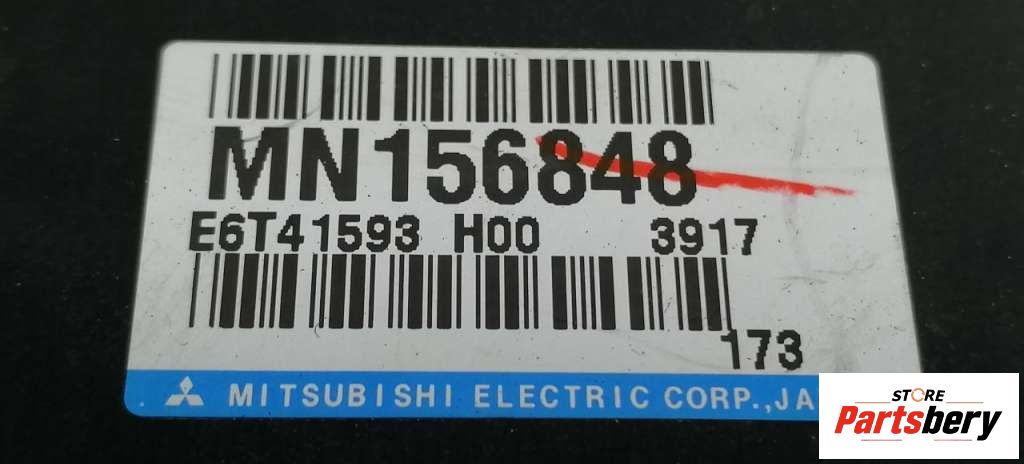 MN156848
E6T41593 H00 3917
173
MITSUBISHI ELECTRIC CORP.,JA
STORE
Partsbery